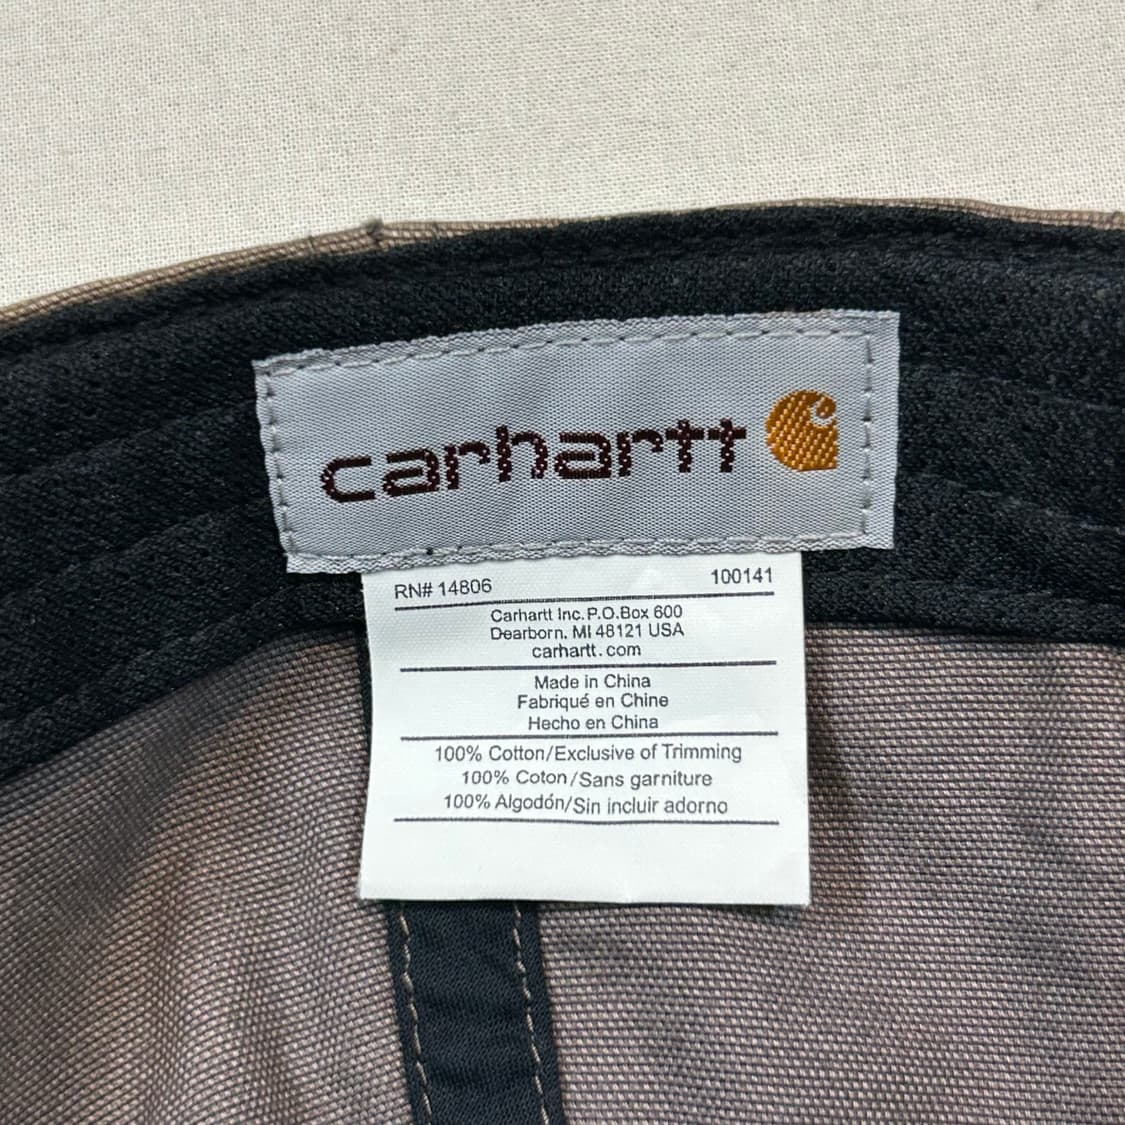 carhartt
RN# 14806 100141
Carhartt Inc.P.O.Box 600
Dearborn. MI 48121 USA
carhartt.com
Made in China
Fabriqué en Chine
Hecho en China
100% Cotton/Exclusive of Trimming
100% Coton/Sans garniture
100% Algodón/Sin incluir adorno